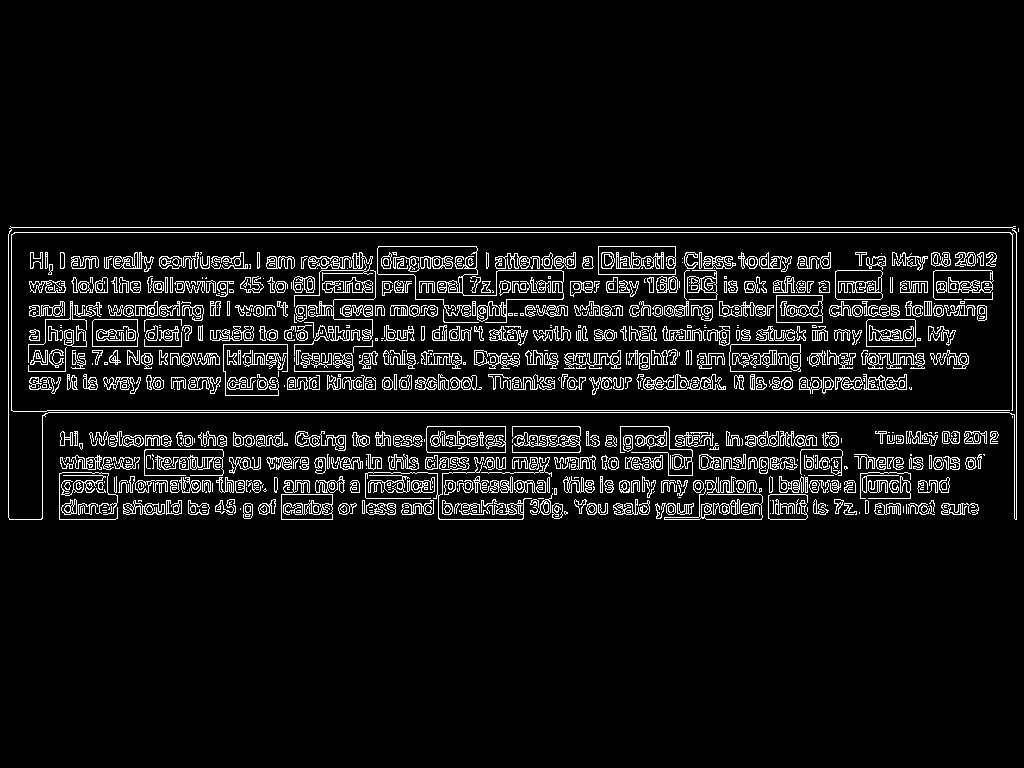 Hi, I am really confused.. I am recently diagnosed I attended a Diabetic Class today and Tue May 08 2012
was told the following: 45 to 60 carbs per meal 7z. protein per day 160 BG is ok after a meal I am obese
and just wondering if I won't gain even more weight...even when choosing better food choices following
a high carb diet? I used to do Atkins..but I didn't stay with it so that training is stuck in my head. My
AIC is 7.4 No known kidney issues at this time. Does this sound right? I am reading other forums who
say it is way to many carbs and kinda old school. Thanks for your feedback. It is so appreciated.
Hi, Welcome to the board. Going to these diabetes classes is a good start. In addition to Tue May 08 2012
whatever literature you were given in this class you may want to read Dr Dansingers blog. There is lots of
good information there. I am not a medical professional, this is only my opinion. I believe a lunch and
dinner should be 45 g of carbs or less and breakfast 30g. You said your protien limit is 7z. I am not sure